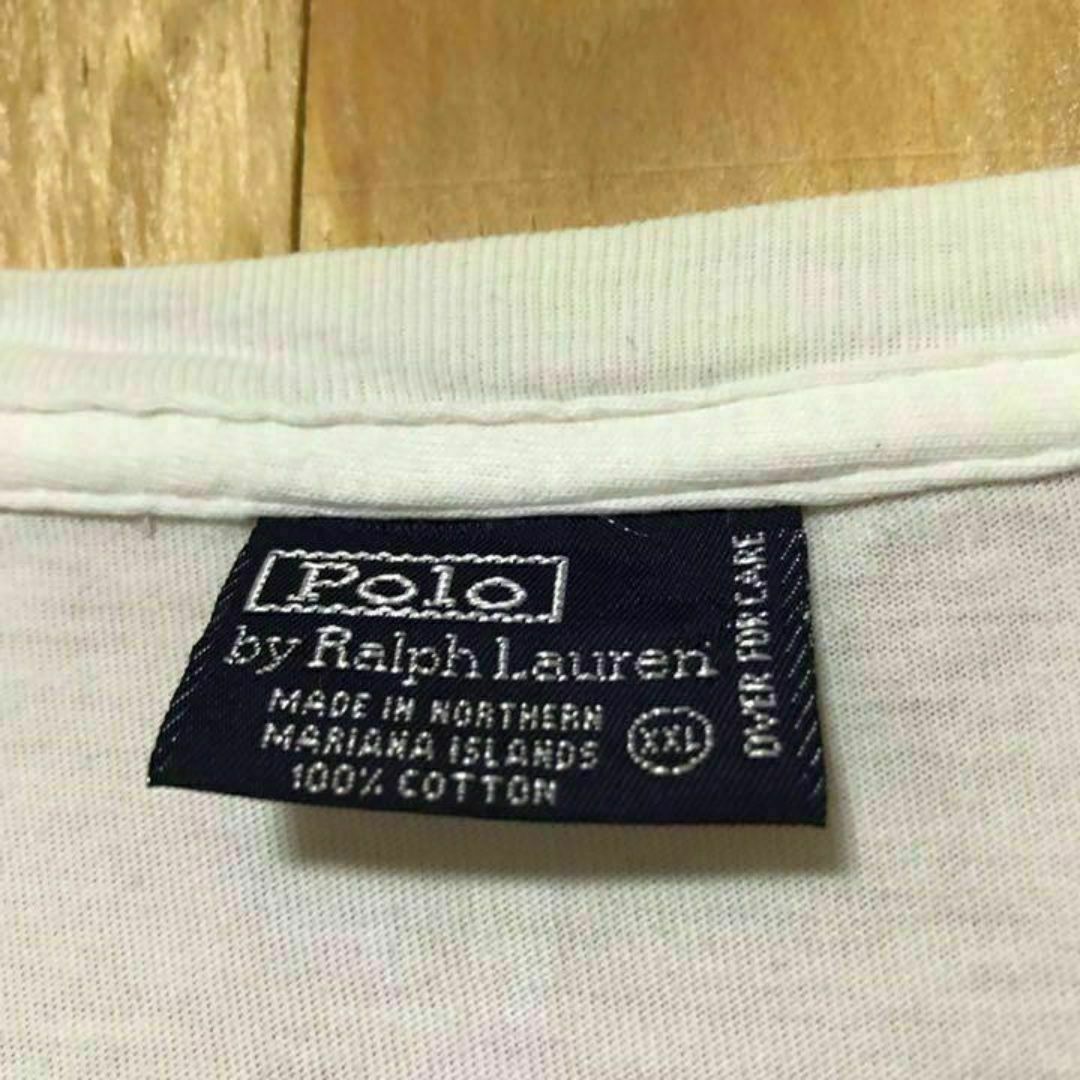 Polo
by Ralph Lauren
MADE IN NORTHERN
MARIANA ISLANDS
100% COTTON
XXL
OVER FOR CARE